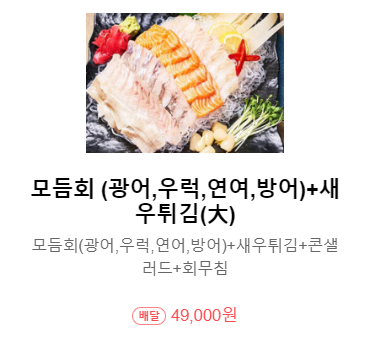 모듬회 (광어,우럭,연여,방어)+새
우튀김(大)
모듬회(광어,우럭,연어,방어)+새우튀김+콘샐
러드+회무침
배달 49,000원